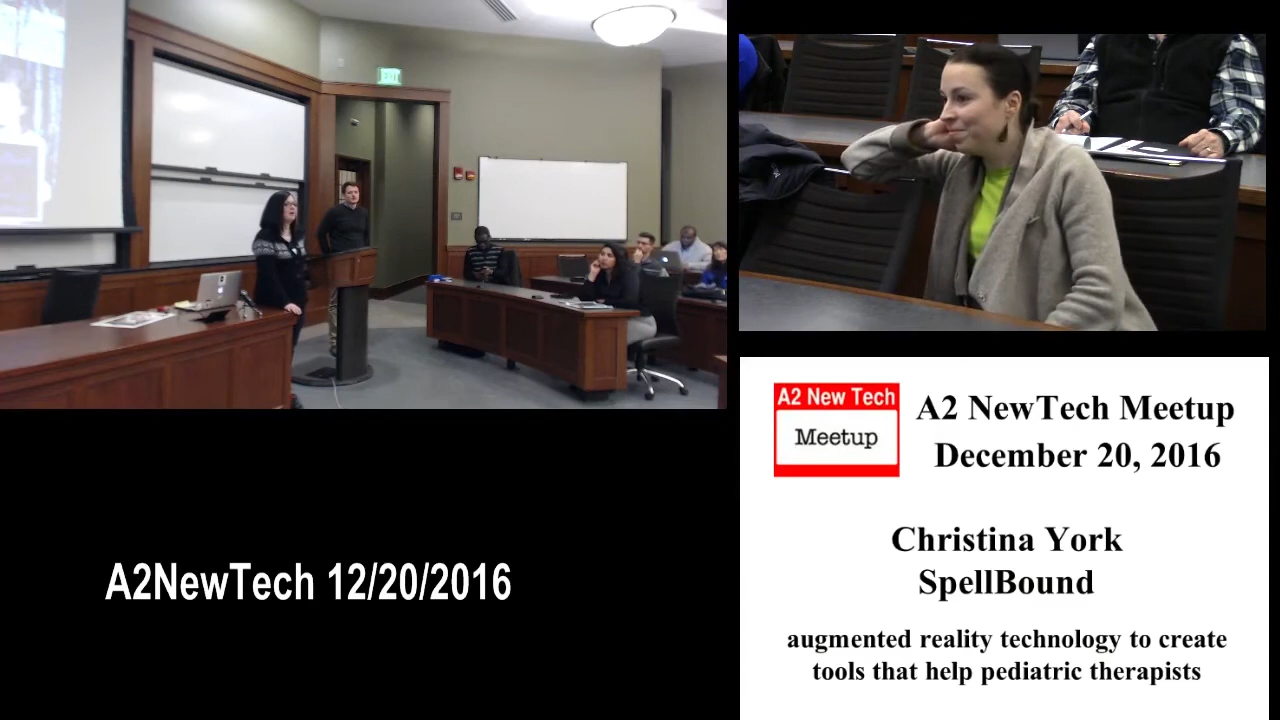 A2 New Tech
Meetup
A2 NewTech Meetup
December 20, 2016
Christina York
SpellBound
augmented reality technology to create
tools that help pediatric therapists
A2NewTech 12/20/2016